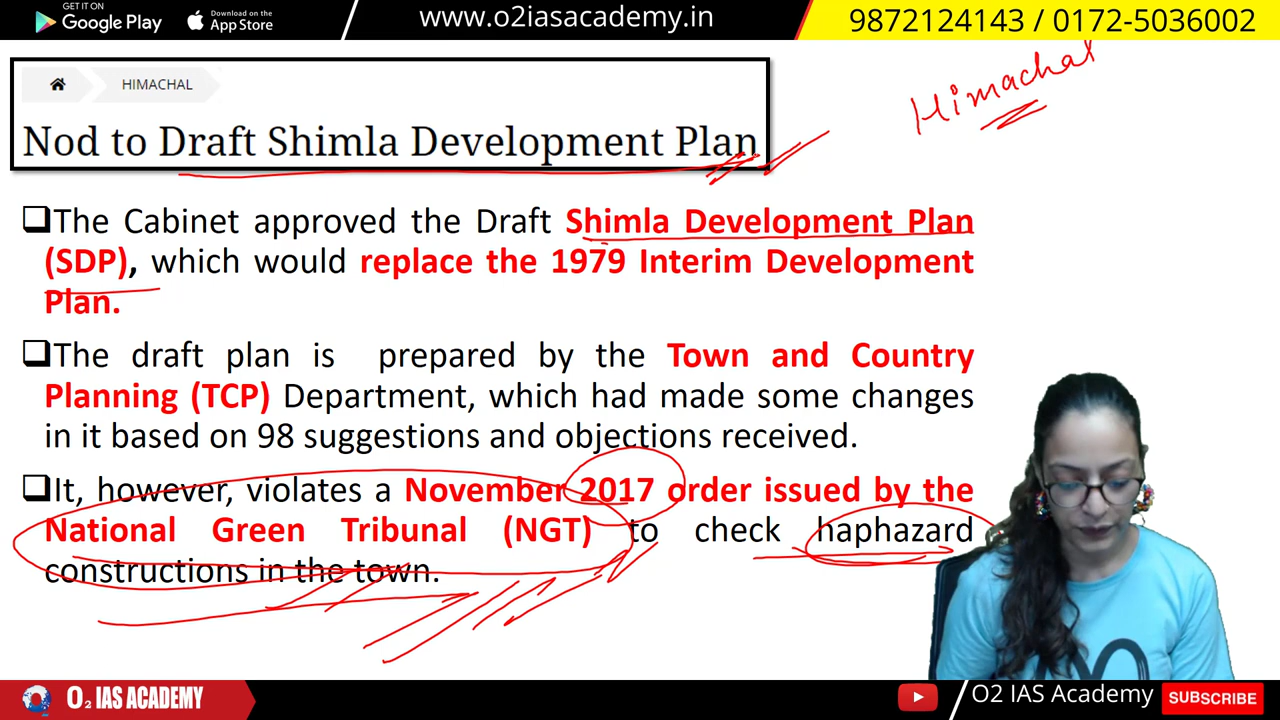 GET IT ON
Google Play
Download on the
App Store
www.o2iasacademy.in
9872124143 / 0172-5036002
HIMACHAL
Himachal
Nod to Draft Shimla Development Plan
The Cabinet approved the Draft Shimla Development Plan
(SDP), which would replace the 1979 Interim Development
Plan.
The draft plan is prepared by the Town and Country
Planning (TCP) Department, which had made some changes
in it based on 98 suggestions and objections received.
It, however, violates a November 2017 order issued by the
National Green Tribunal (NGT) to check haphazard
constructions in the town.
O2 IAS ACADEMY
O2 IAS Academy
SUBSCRIBE